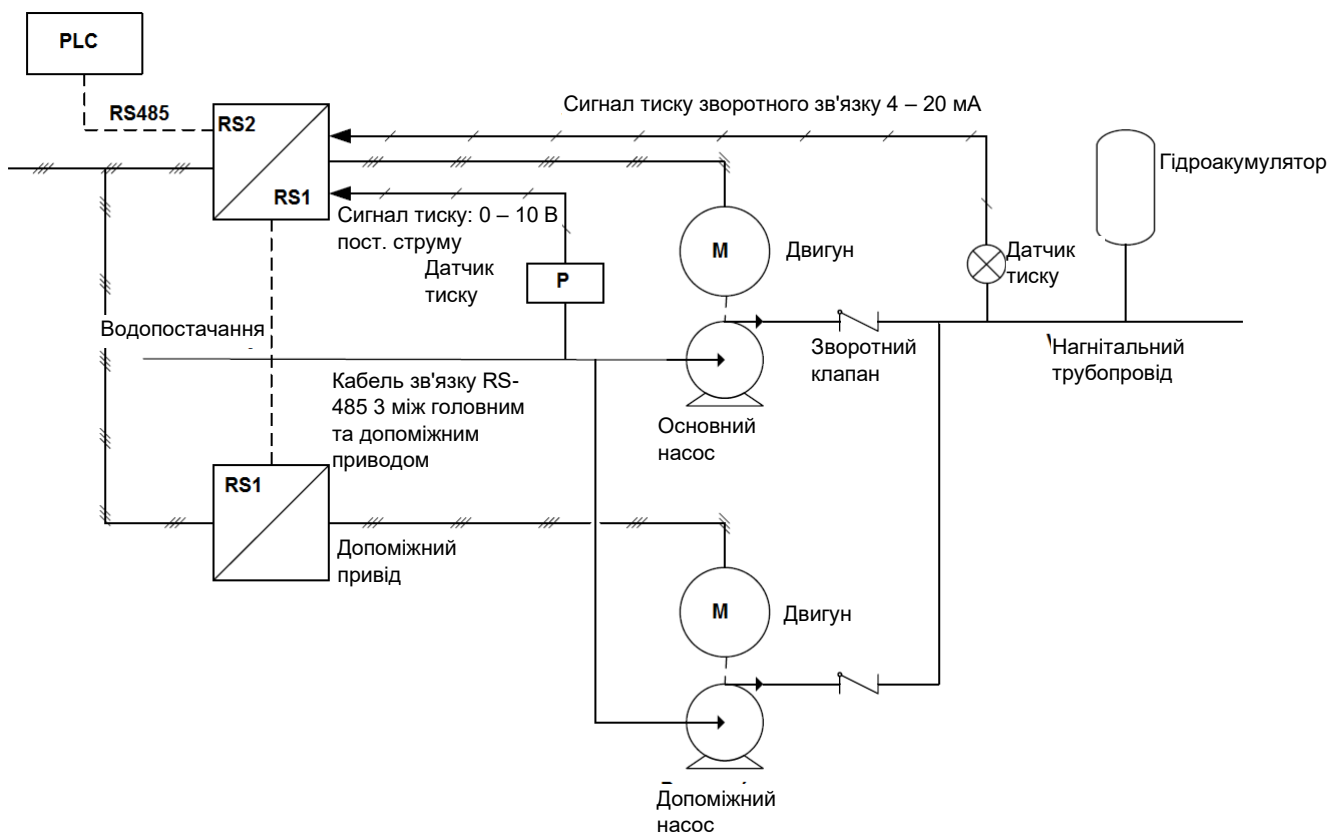 PLC
RS485
RS2
RS1
Сигнал тиску зворотного зв'язку 4 – 20 мА
Гідроакумулятор
Сигнал тиску: 0 – 10 В
пост. струму
Датчик
тиску
P
M
Двигун
Датчик
тиску
Водопостачання
Зворотний
клапан
Нагнітальний
трубопровід
Кабель зв'язку RS-
485 3 між головним
та допоміжним
приводом
Основний
насос
RS1
Допоміжний
привід
M
Двигун
Допоміжний
насос